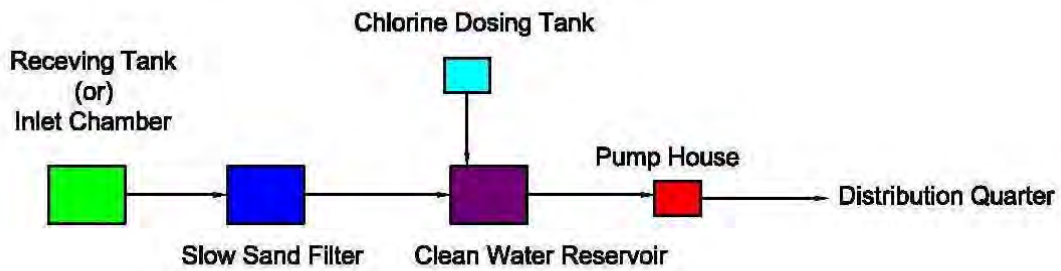 Chlorine Dosing Tank
Receving Tank
(or)
Inlet Chamber
Pump House
Distribution Quarter
Slow Sand Filter
Clean Water Reservoir